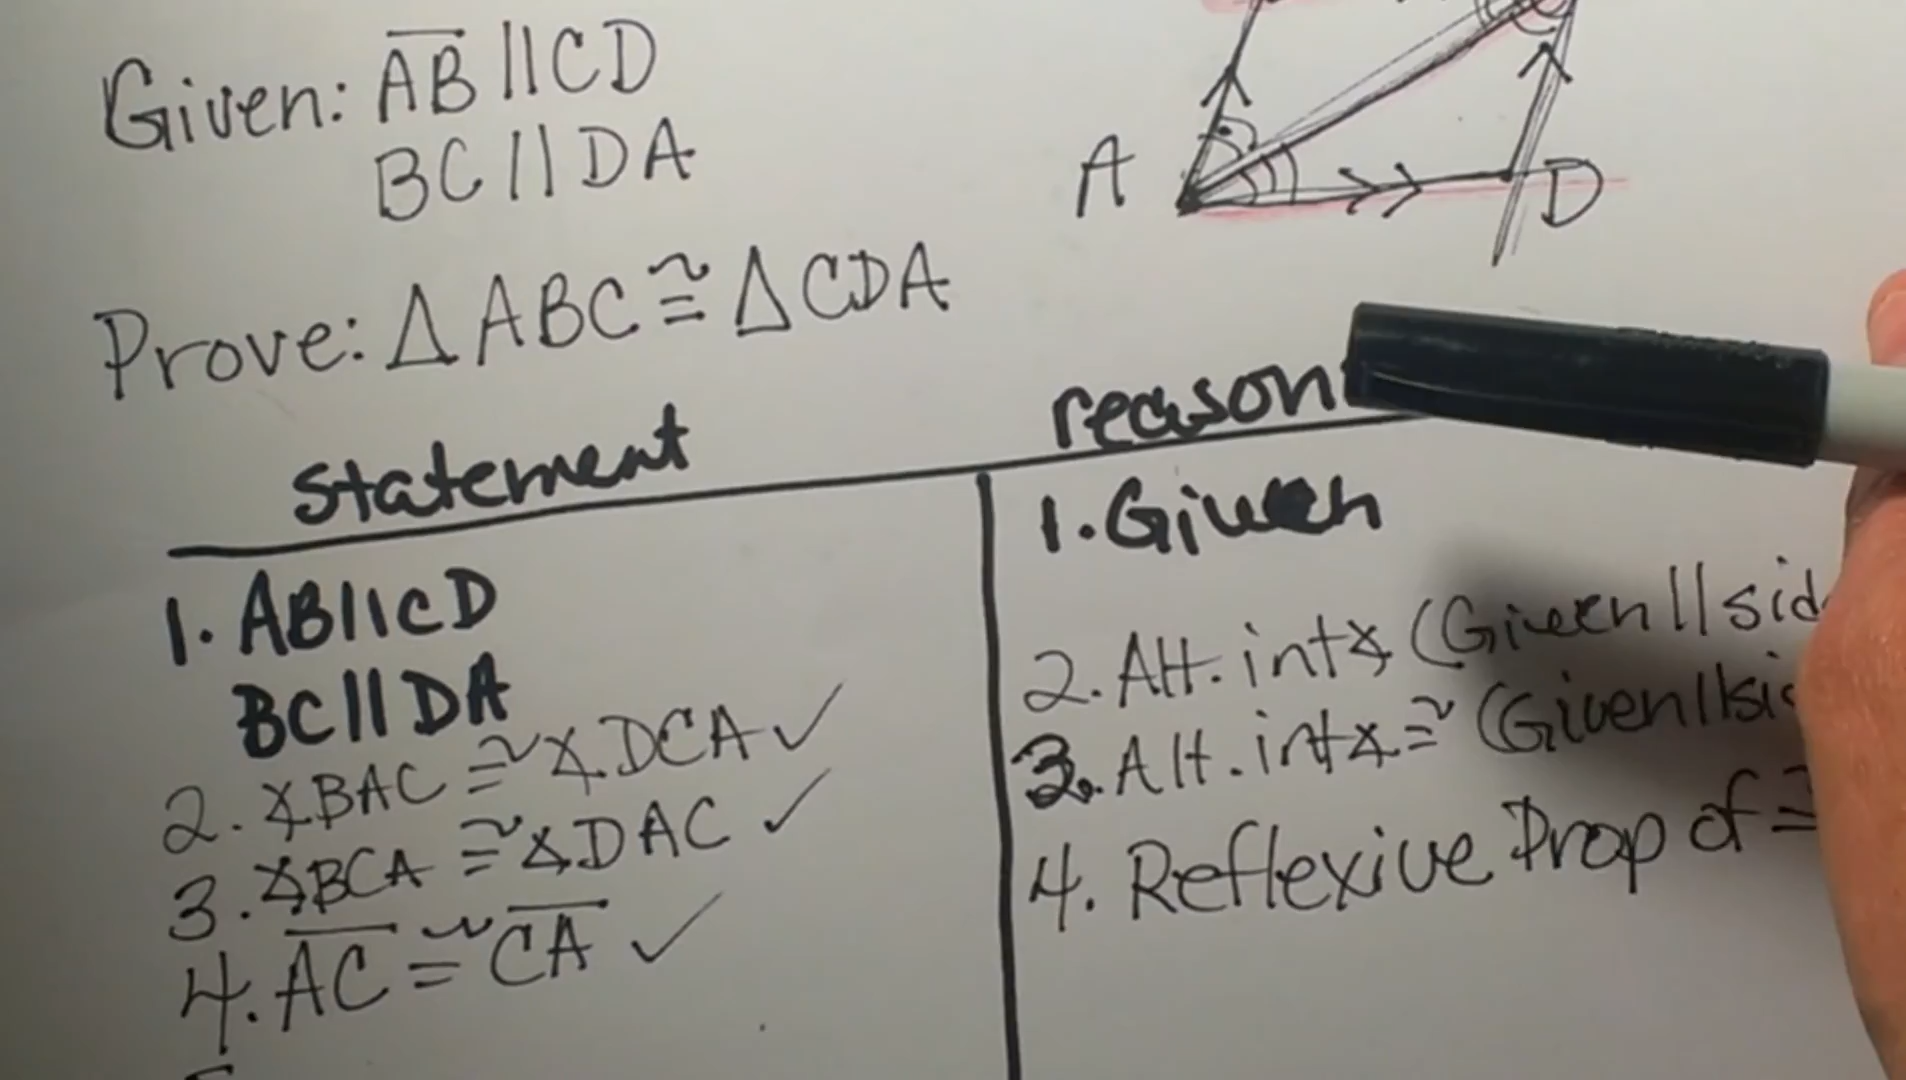 Given: AB || CD
BC || DA
A
D
Prove: △ABC ≅ △CDA
statement
reason
1. AB || CD
BC || DA
2. ∡BAC ≅ ∡DCA ✓
3. ∡BCA ≅ ∡DAC ✓
4. AC ≅ CA ✓
1. Given
2. Alt. int ∡ (Given || sid
3. Alt. int ∡ ≅ (Given || si
4. Reflexive Prop of ≅